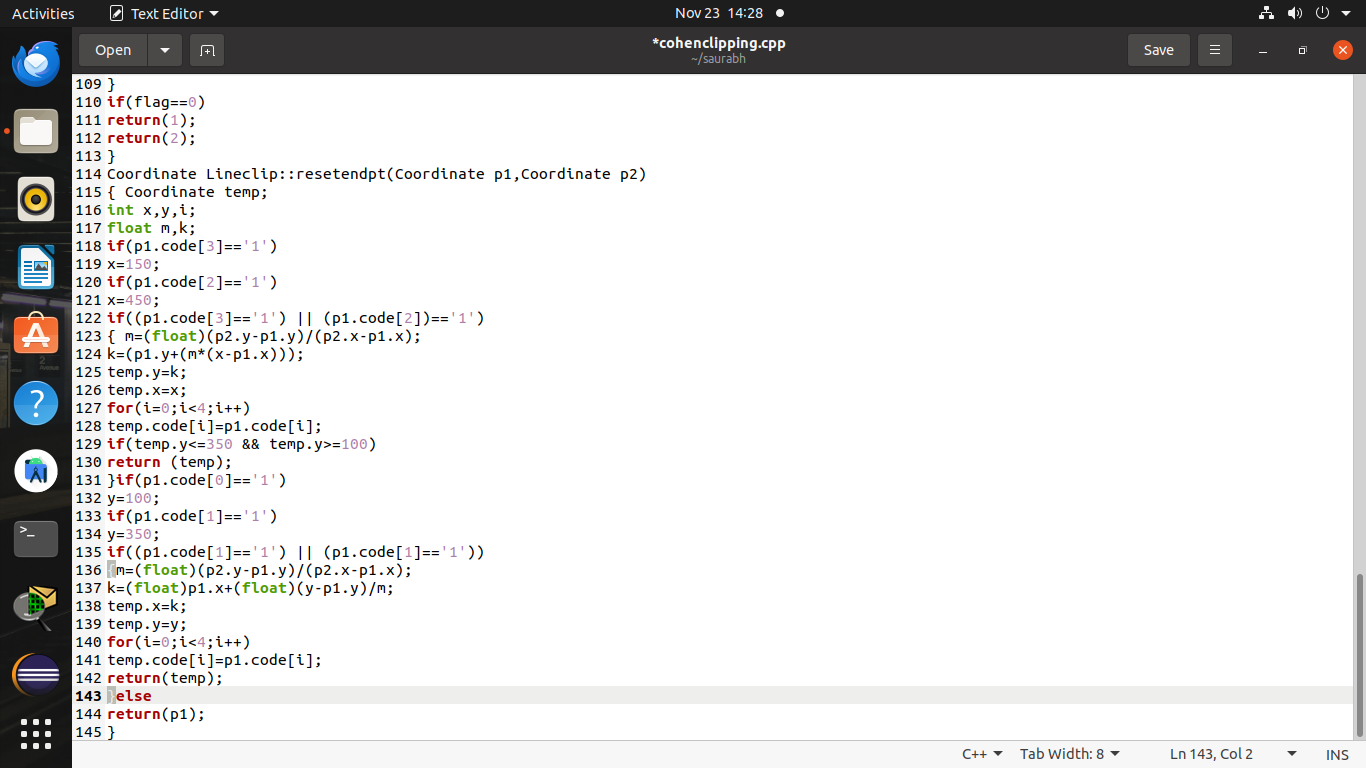 Activities
Text Editor
Nov 23 14:28
Open
*cohenclipping.cpp
~/saurabh
Save
109 }
110 if(flag==0)
111 return(1);
112 return(2);
113 }
114 Coordinate Lineclip::resetendpt(Coordinate p1,Coordinate p2)
115 { Coordinate temp;
116 int x,y,i;
117 float m,k;
118 if(p1.code[3]=='1')
119 x=150;
120 if(p1.code[2]=='1')
121 x=450;
122 if((p1.code[3]=='1') || (p1.code[2])=='1')
123 { m=(float)(p2.y-p1.y)/(p2.x-p1.x);
124 k=(p1.y+(m*(x-p1.x)));
125 temp.y=k;
126 temp.x=x;
127 for(i=0;i<4;i++)
128 temp.code[i]=p1.code[i];
129 if(temp.y<=350 && temp.y>=100)
130 return (temp);
131 }if(p1.code[0]=='1')
132 y=100;
133 if(p1.code[1]=='1')
134 y=350;
135 if((p1.code[1]=='1') || (p1.code[1]=='1'))
136 {m=(float)(p2.y-p1.y)/(p2.x-p1.x);
137 k=(float)p1.x+(float)(y-p1.y)/m;
138 temp.x=k;
139 temp.y=y;
140 for(i=0;i<4;i++)
141 temp.code[i]=p1.code[i];
142 return(temp);
143 }else
144 return(p1);
145 }
C++
Tab Width: 8
Ln 143, Col 2
INS